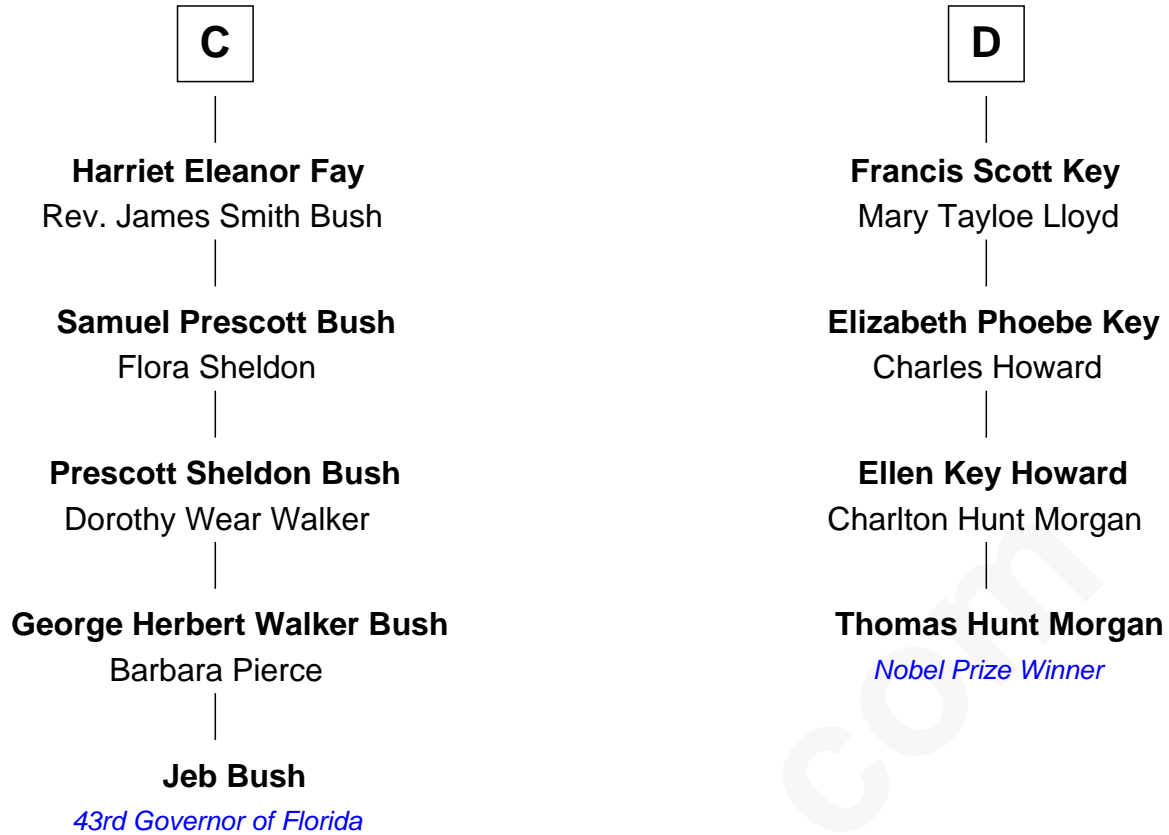 C
Harriet Eleanor Fay
Rev. James Smith Bush
Samuel Prescott Bush
Flora Sheldon
Prescott Sheldon Bush
Dorothy Wear Walker
George Herbert Walker Bush
Barbara Pierce
Jeb Bush
43rd Governor of Florida
D
Francis Scott Key
Mary Tayloe Lloyd
Elizabeth Phoebe Key
Charles Howard
Ellen Key Howard
Charlton Hunt Morgan
Thomas Hunt Morgan
Nobel Prize Winner
com